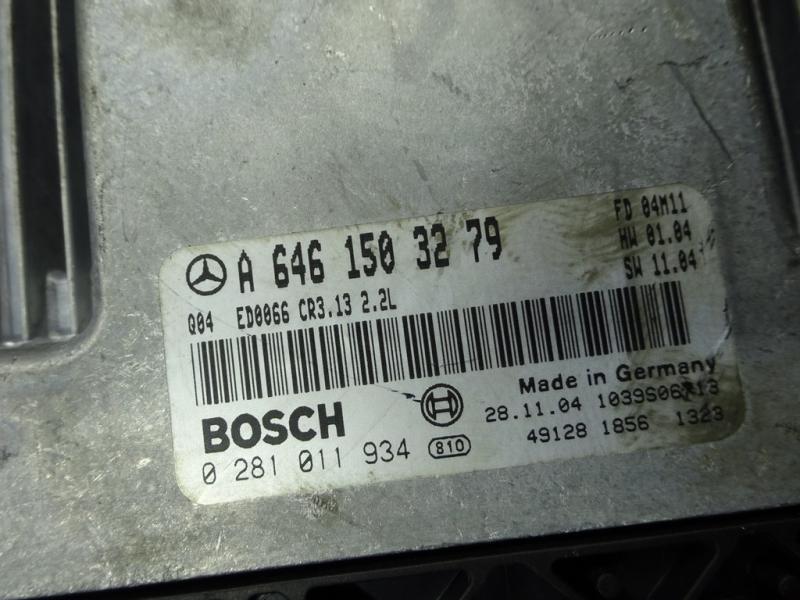 A 646 150 32 79
FD 04M11
HW 01.04
SW 11.04
Q04 ED0066 CR3.13 2.2L
Made in Germany
BOSCH
28.11.04 1039S06713
0 281 011 934 810
49128 1856 1323